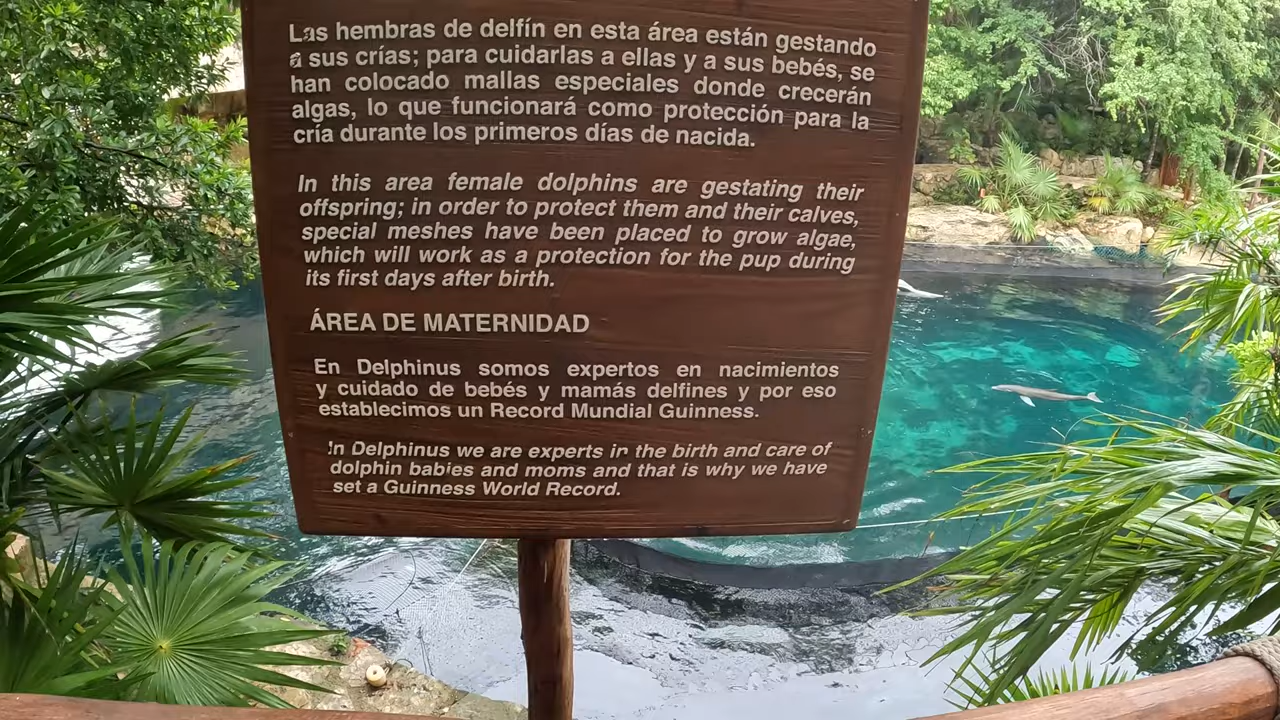 Las hembras de delfín en esta área están gestando
a sus crías; para cuidarlas a ellas y a sus bebés, se
han colocado mallas especiales donde crecerán
algas, lo que funcionará como protección para la
cría durante los primeros días de nacida.
In this area female dolphins are gestating their
offspring; in order to protect them and their calves,
special meshes have been placed to grow algae,
which will work as a protection for the pup during
its first days after birth.
ÁREA DE MATERNIDAD
En Delphinus somos expertos en nacimientos
y cuidado de bebés y mamás delfines y por eso
establecimos un Record Mundial Guinness.
In Delphinus we are experts in the birth and care of
dolphin babies and moms and that is why we have
set a Guinness World Record.